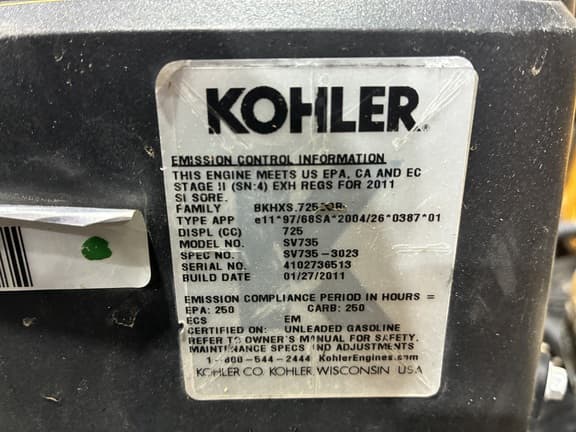 KOHLER
EMISSION CONTROL INFORMATION
THIS ENGINE MEETS US EPA, CA AND EC
STAGE II (SN:4) EXH REGS FOR 2011
SI SORE.
FAMILY
TYPE APP e11*97/68SA*2004/26*0387*01
DISPL (CC) 725
MODEL NO. SV735
SPEC NO. SV735-3023
SERIAL NO. 4102736513
BUILD DATE 01/27/2011
EMISSION COMPLIANCE PERIOD IN HOURS =
EPA: 250 CARB: 250
ECS EM
CERTIFIED ON: UNLEADED GASOLINE
REFER TO OWNER'S MANUAL FOR SAFETY,
MAINTENANCE SPECS AND ADJUSTMENTS
1-800-544-2444 KohlerEngines.com
KOHLER CO. KOHLER, WISCONSIN USA